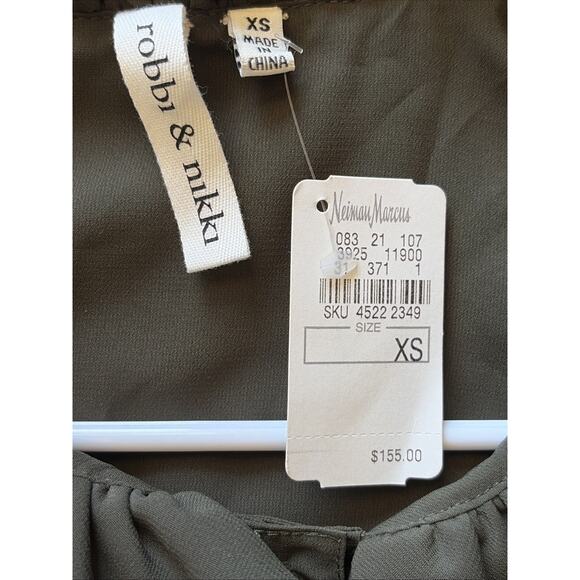 robbi & nikki
XS
MADE
IN
CHINA
Neiman Marcus
083 21 107
3925 11900
31 371 1
SKU 4522 2349
SIZE
XS
$155.00